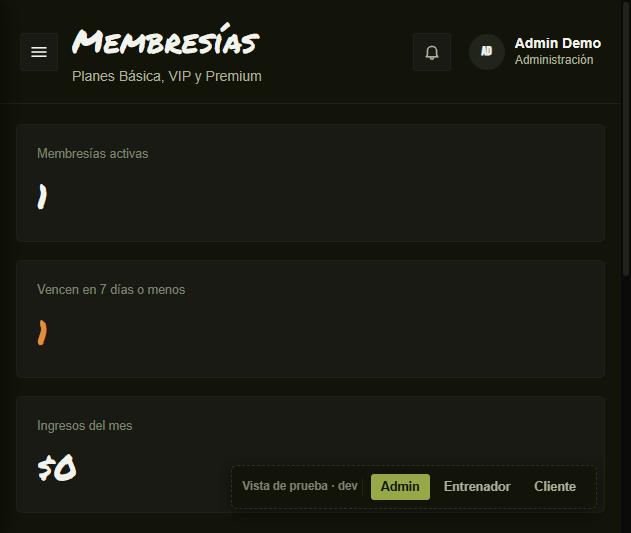 Membresías
Planes Básica, VIP y Premium
AD
Admin Demo
Administración
Membresías activas
1
Vencen en 7 días o menos
1
Ingresos del mes
$0
Vista de prueba · dev
Admin
Entrenador
Cliente